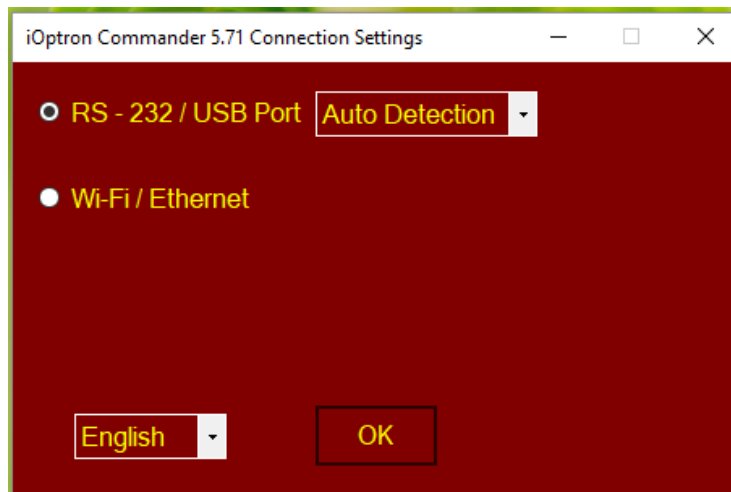 iOptron Commander 5.71 Connection Settings
RS - 232 / USB Port Auto Detection
Wi-Fi / Ethernet
English OK